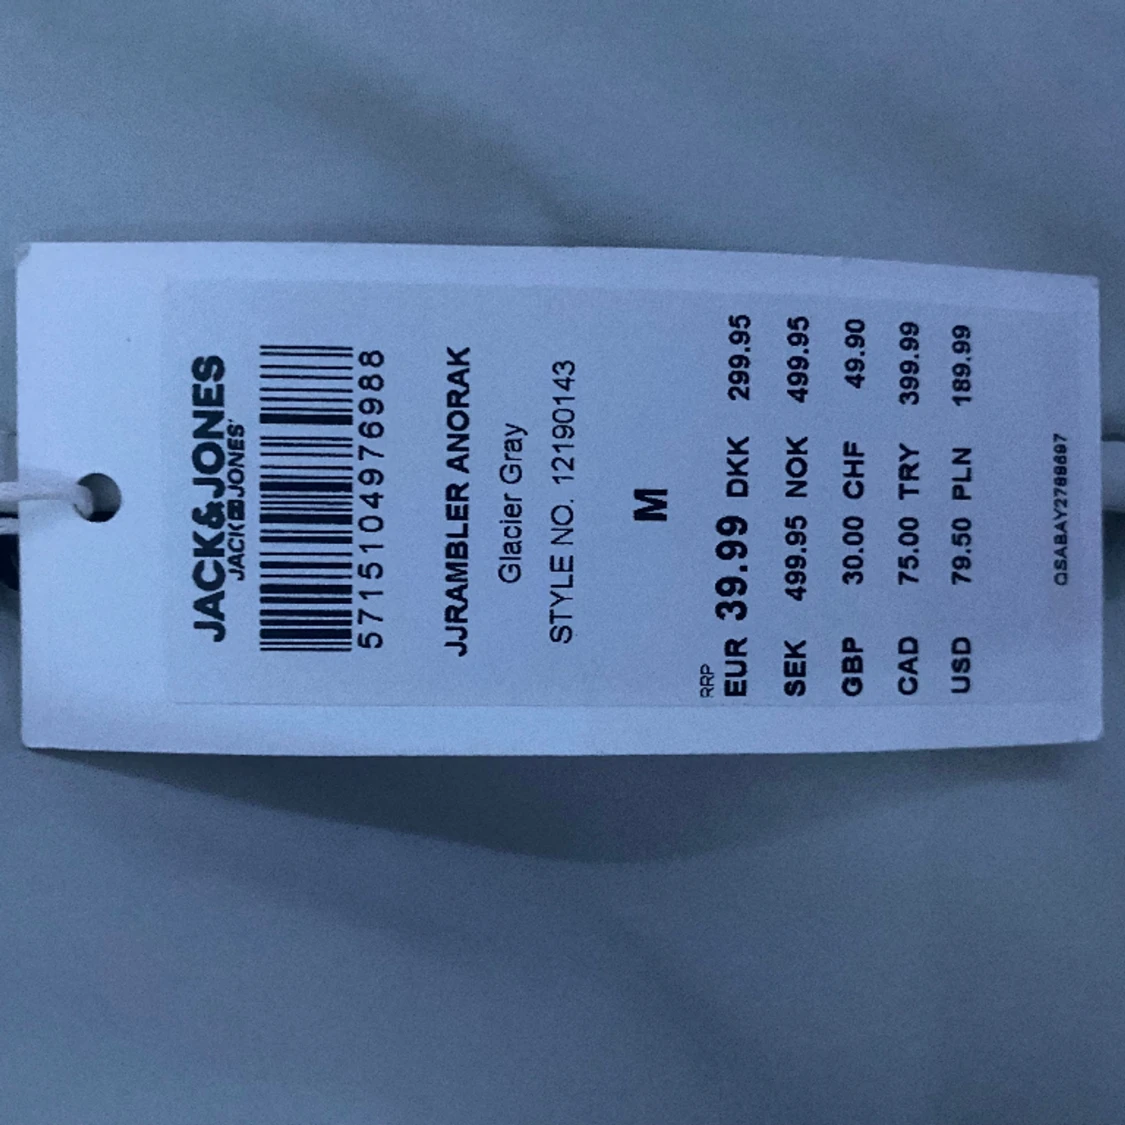 JACK&JONES
JACK & JONES
5715104976988
JJRAMBLER ANORAK
Glacier Gray
STYLE NO. 12190143
M
RRP
EUR 39.99 DKK 299.95
SEK 499.95 NOK 499.95
GBP 30.00 CHF 49.90
CAD 75.00 TRY 399.99
USD 79.50 PLN 189.99